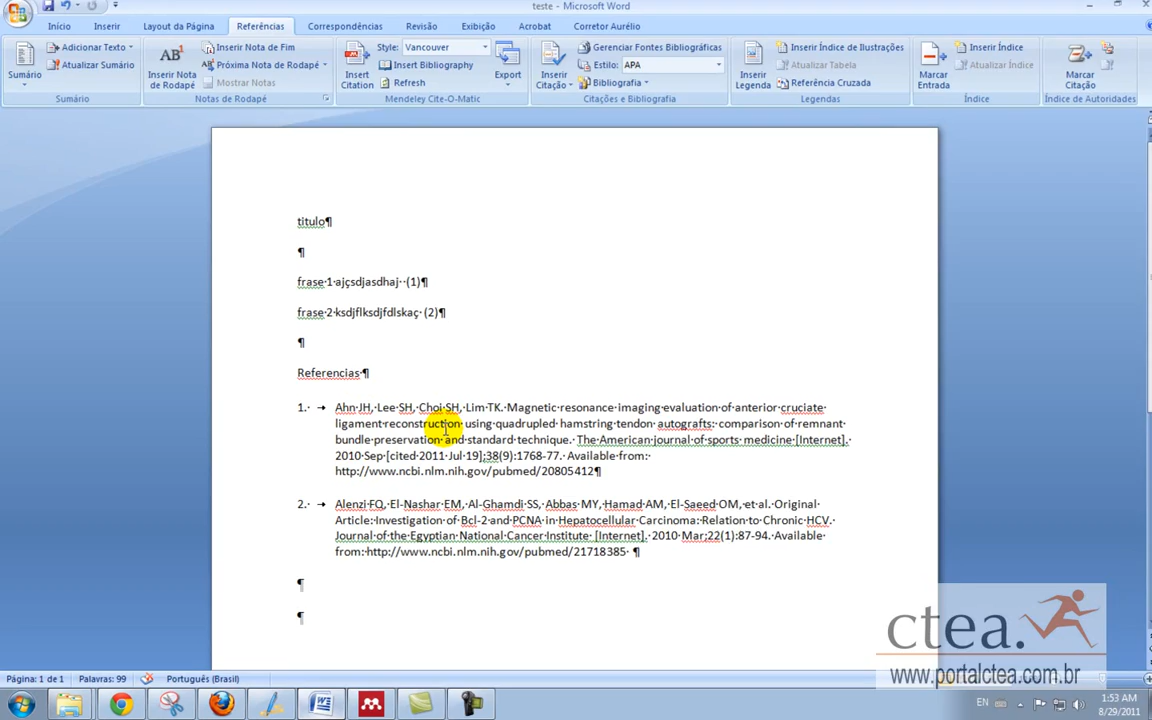 teste - Microsoft Word
Início Inserir Layout da Página Referências Correspondências Revisão Exibição Acrobat Corretor Aurélio
Sumário
Adicionar Texto
Atualizar Sumário
Sumário
AB¹
Inserir Nota de Rodapé
Inserir Nota de Fim
Próxima Nota de Rodapé
Mostrar Notas
Notas de Rodapé
Insert Citation
Style: Vancouver
Insert Bibliography
Refresh
Export
Mendeley Cite-O-Matic
Inserir Citação
Gerenciar Fontes Bibliográficas
Estilo: APA
Bibliografia
Citações e Bibliografia
Inserir Legenda
Inserir Índice de Ilustrações
Atualizar Tabela
Referência Cruzada
Legendas
Marcar Entrada
Inserir Índice
Atualizar Índice
Índice
Marcar Citação
Índice de Autoridades
titulo¶
¶
frase·1·ajçsdjasdhaj··(1)¶
frase·2·ksdjflksdjfdlskaç·(2)¶
¶
Referencias·¶
1.· Ahn·JH,·Lee·SH,·Choi·SH,·Lim·TK.·Magnetic·resonance·imaging·evaluation·of·anterior·cruciate·
ligament·reconstruction·using·quadrupled·hamstring·tendon·autografts:·comparison·of·remnant·
bundle·preservation·and·standard·technique.·The·American·journal·of·sports·medicine·[Internet].·
2010·Sep·[cited·2011·Jul·19];38(9):1768-77.·Available·from:·
http://www.ncbi.nlm.nih.gov/pubmed/20805412¶
2.· Alenzi·FQ,·El-Nashar·EM,·Al-Ghamdi·SS,·Abbas·MY,·Hamad·AM,·El-Saeed·OM,·et·al.·Original·
Article:·Investigation·of·Bcl-2·and·PCNA·in·Hepatocellular·Carcinoma:·Relation·to·Chronic·HCV.·
Journal·of·the·Egyptian·National·Cancer·Institute·[Internet].·2010·Mar;22(1):87-94.·Available·
from:·http://www.ncbi.nlm.nih.gov/pubmed/21718385·¶
¶
¶
ctea.
www.portalctea.com.br
Página: 1 de 1 Palavras: 99 Português (Brasil)
EN
1:53 AM
8/29/2011